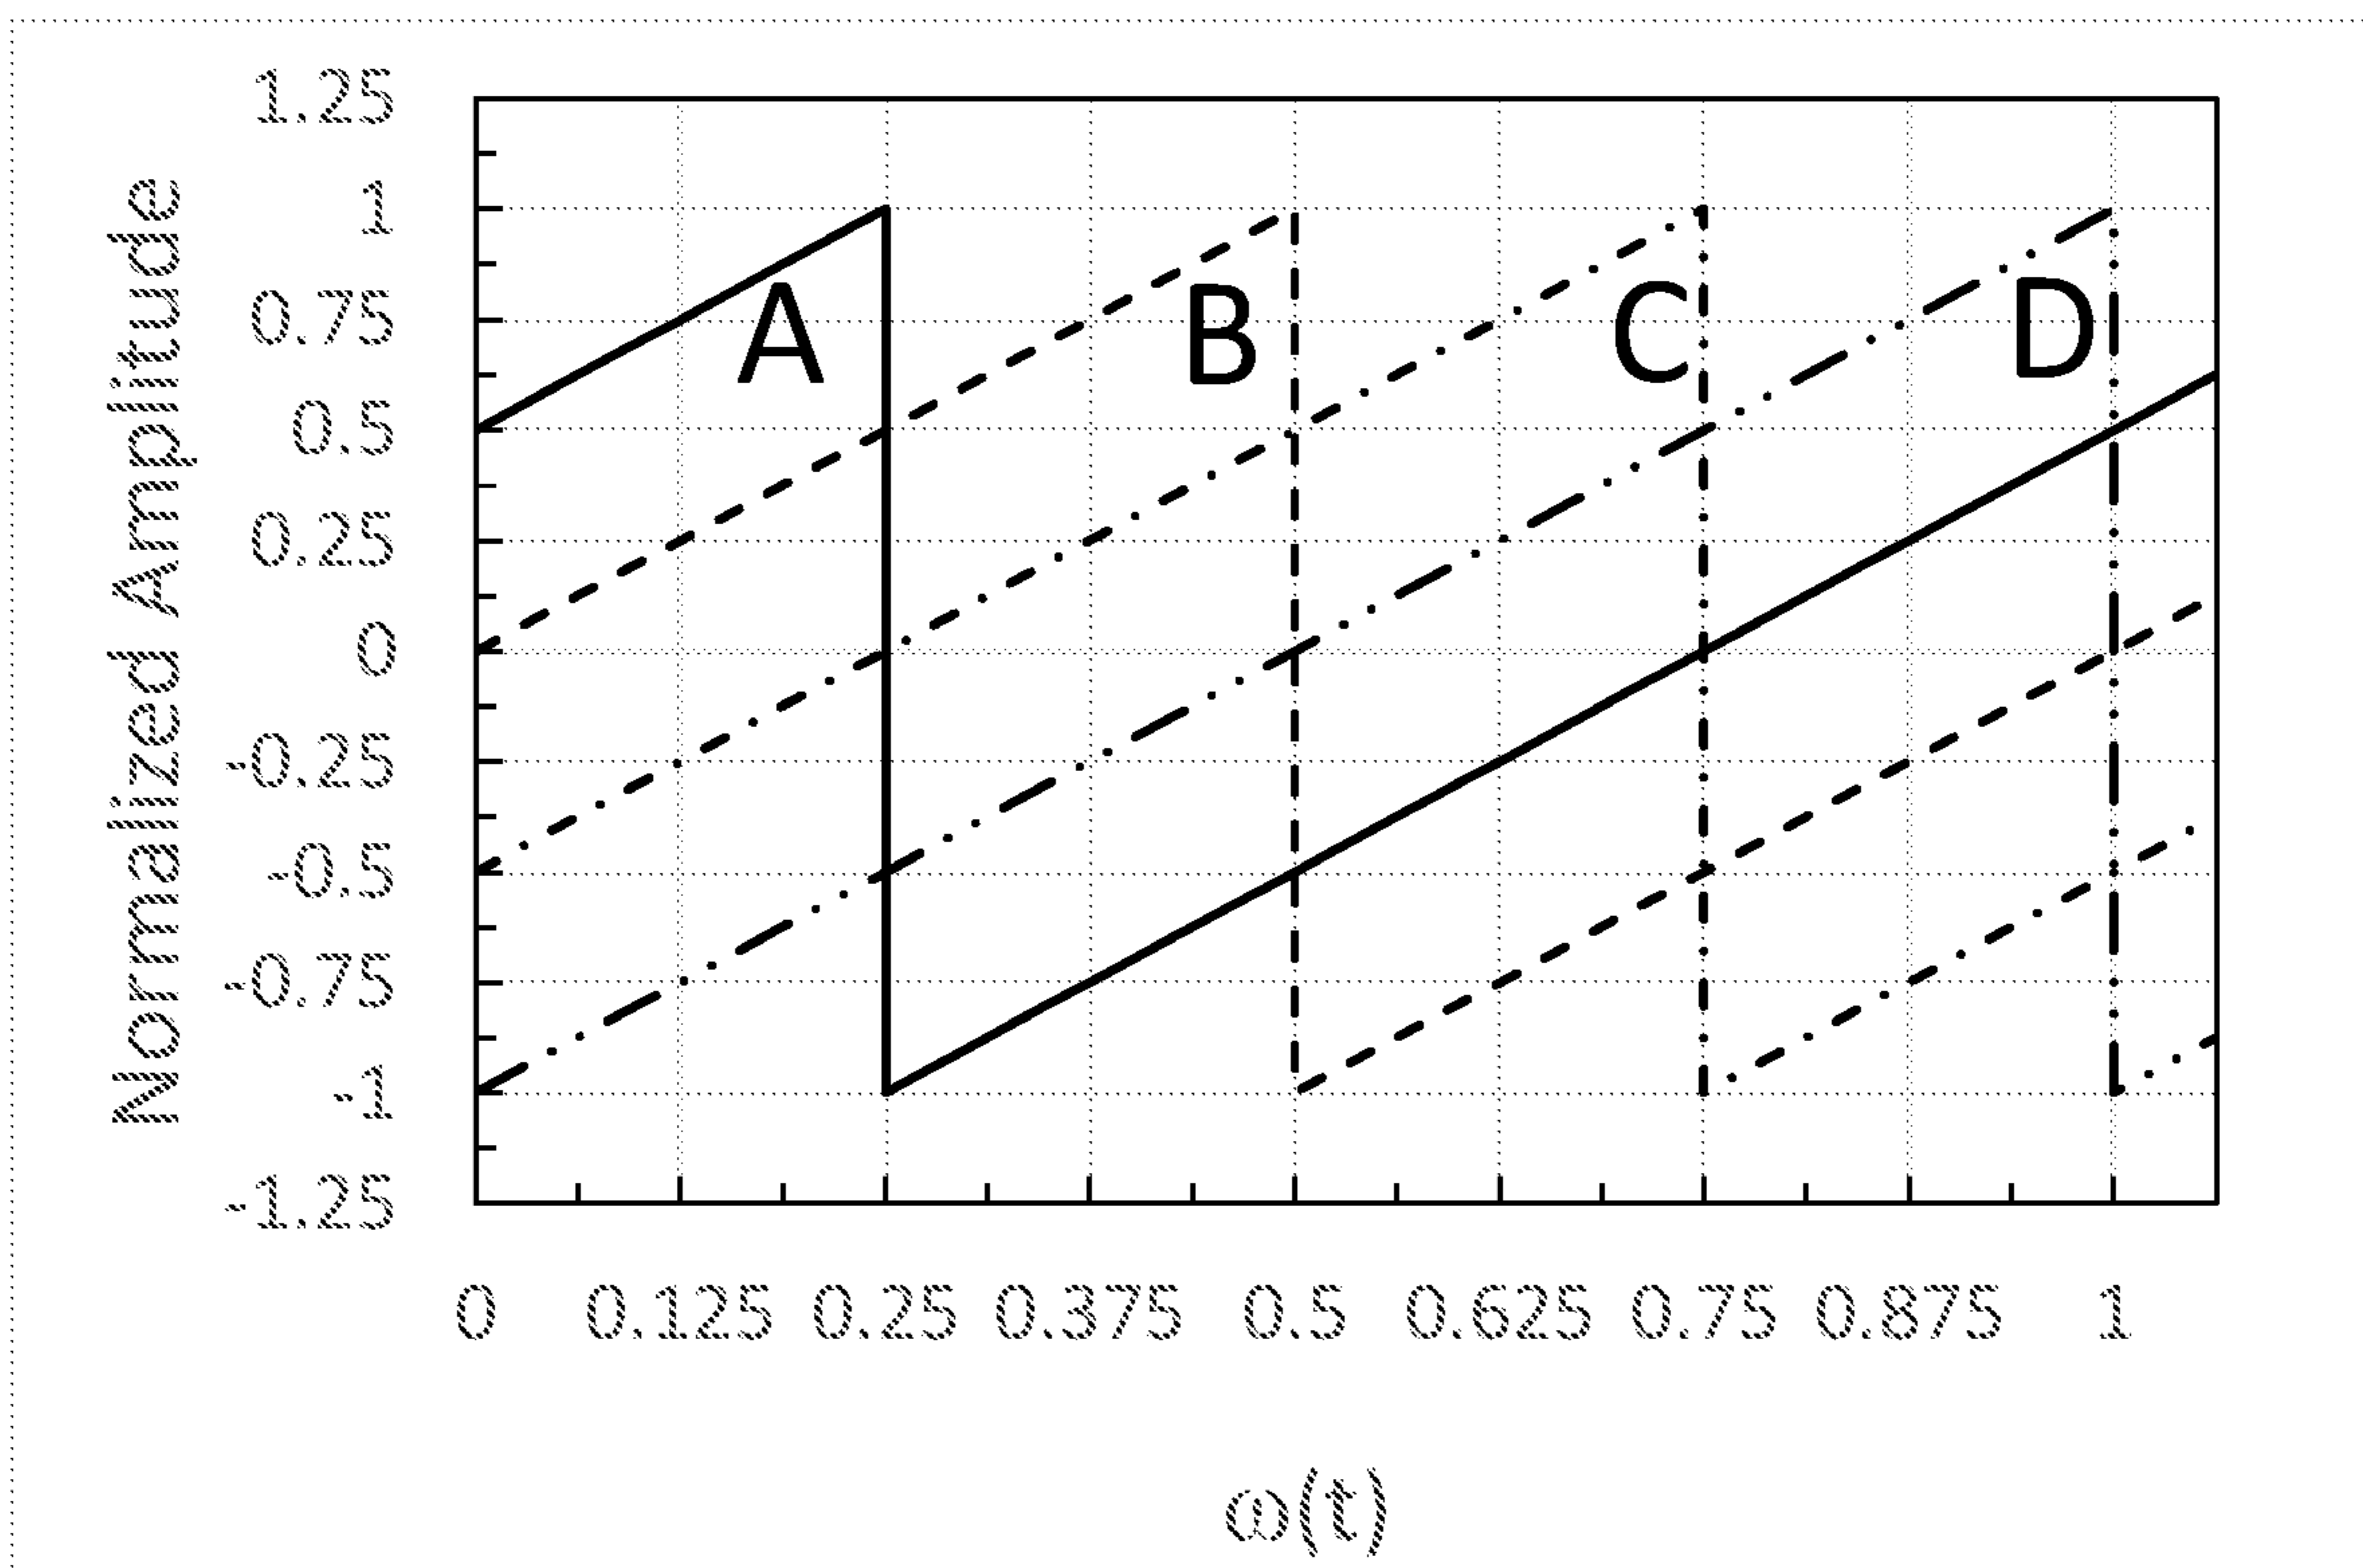 Normalized Amplitude
1.25
1
0.75
0.5
0.25
0
-0.25
-0.5
-0.75
-1
-1.25
A
B
C
D
0 0.125 0.25 0.375 0.5 0.625 0.75 0.875 1
ω(t)